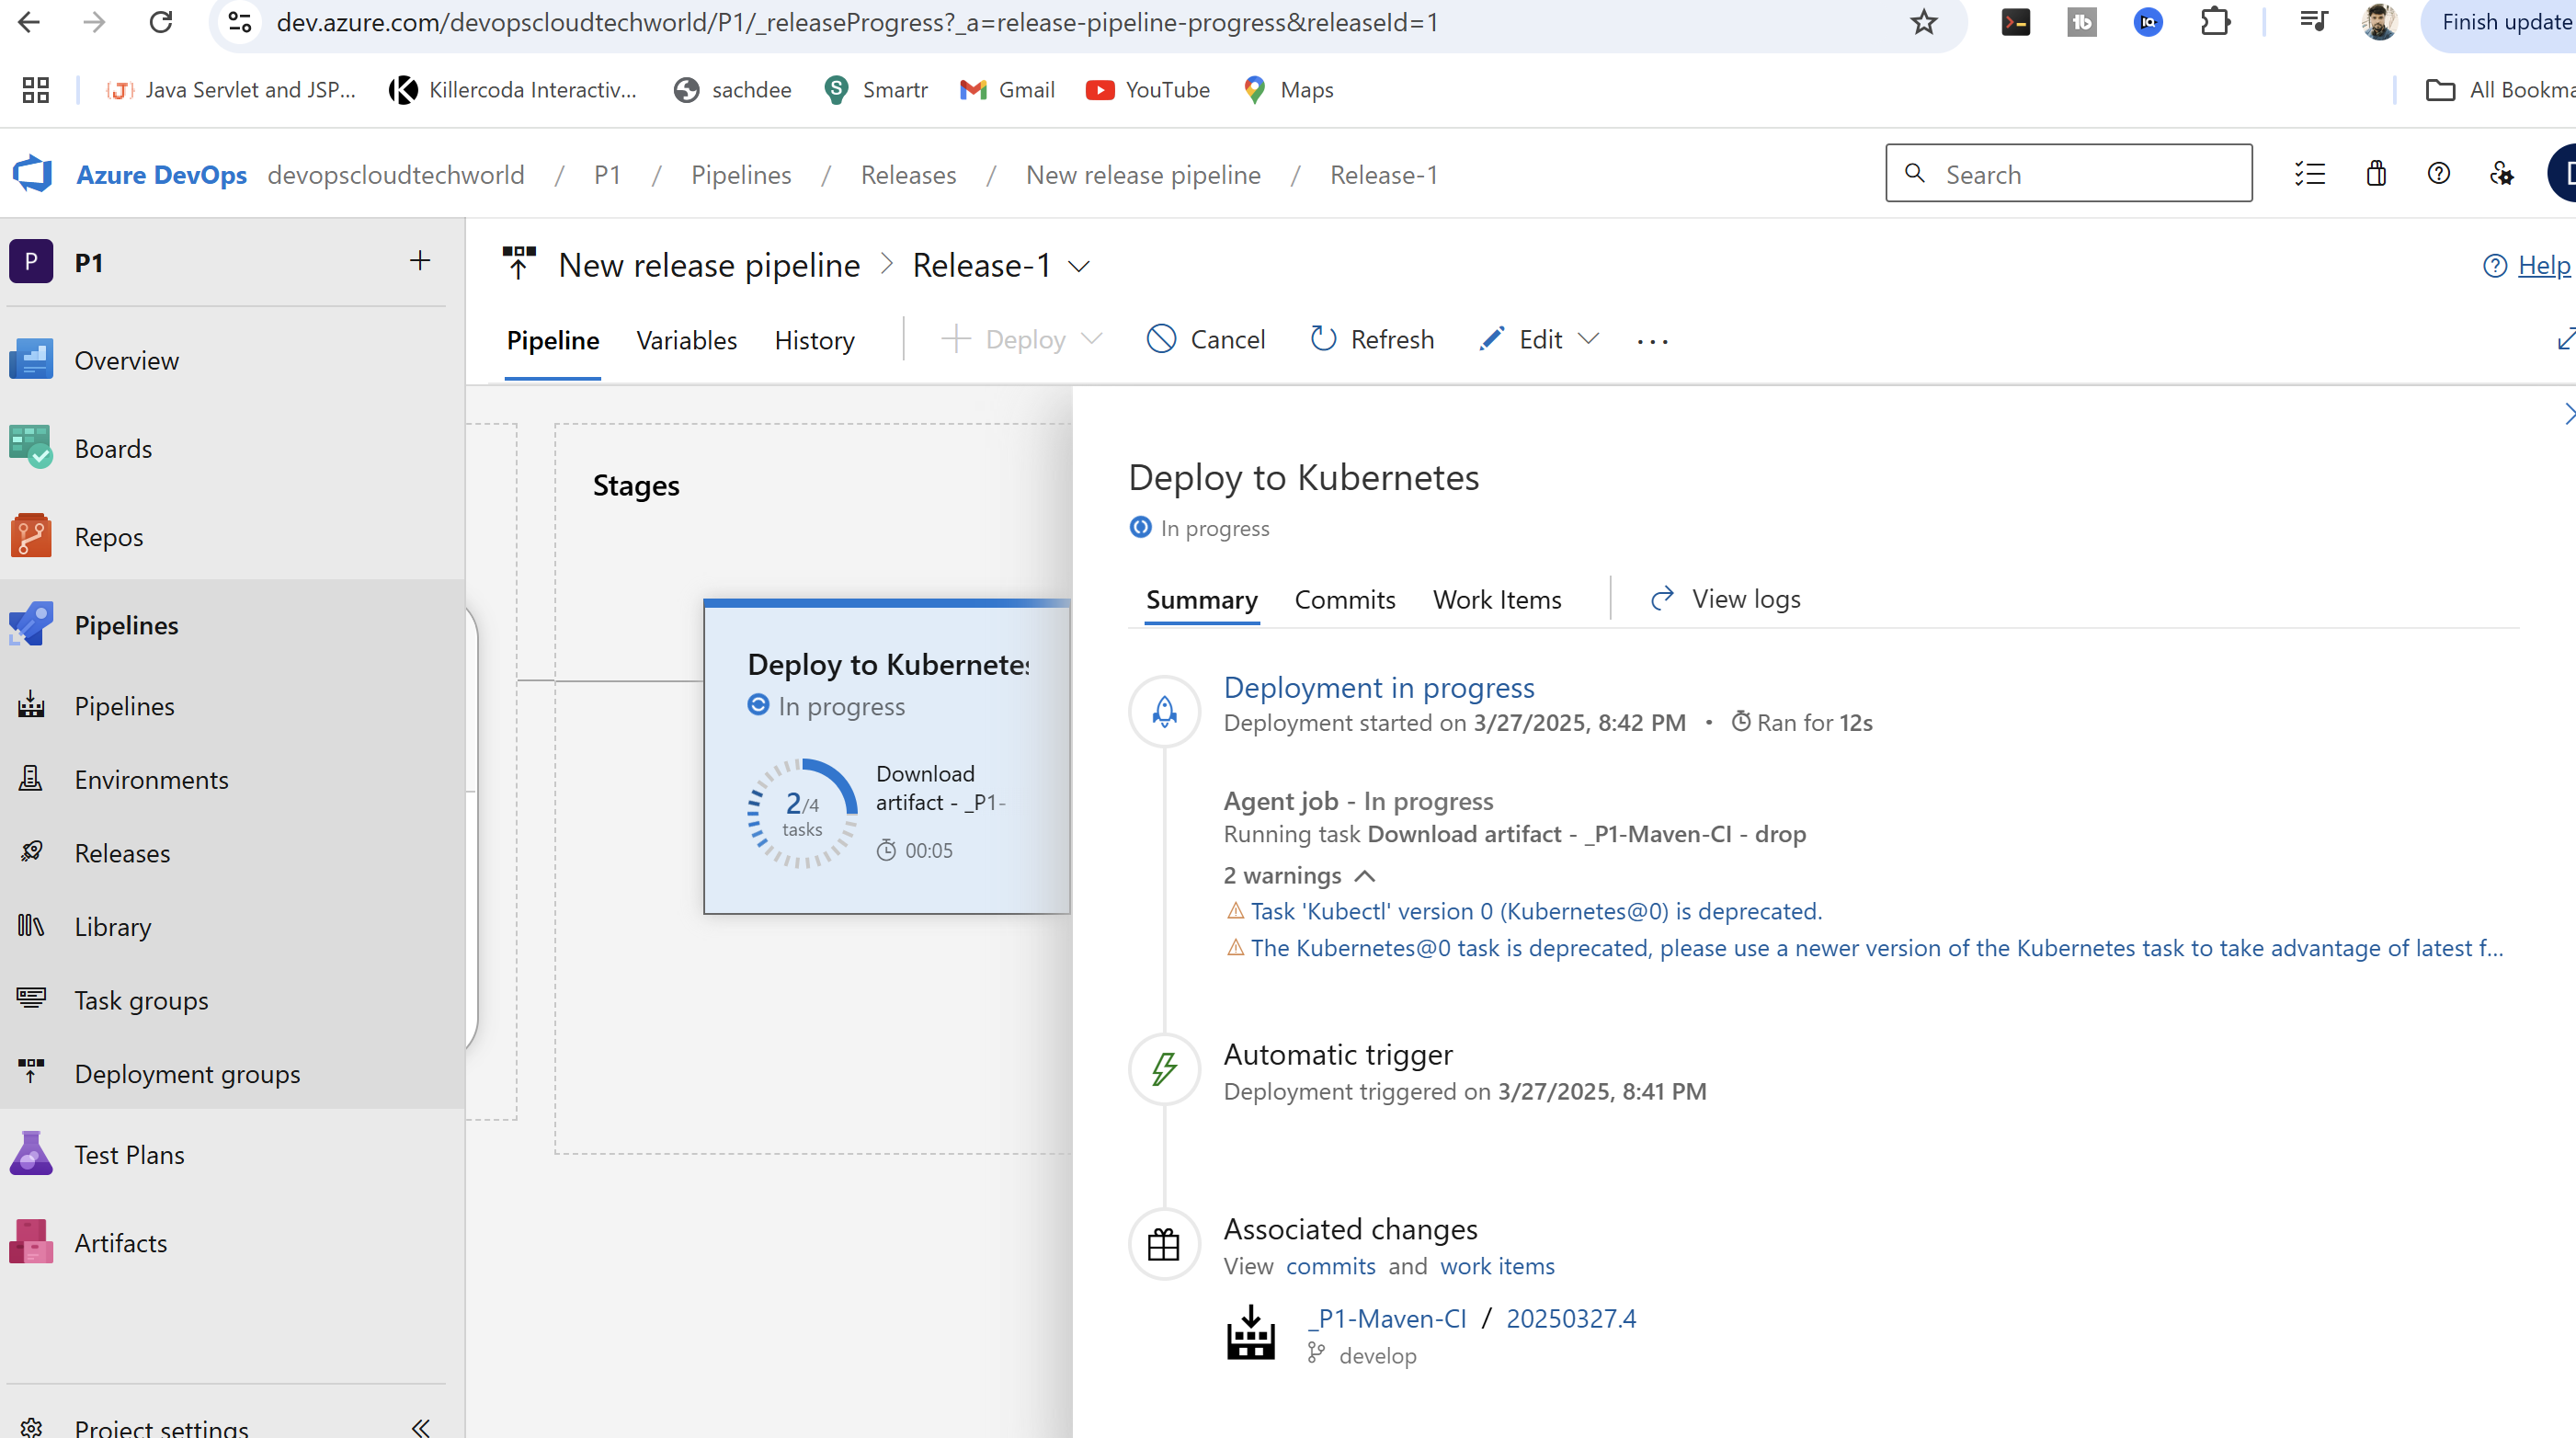 dev.azure.com/devopscloudtechworld/P1/_releaseProgress?_a=release-pipeline-progress&releaseId=1
Finish update
Java Servlet and JSP...
Killercoda Interactiv...
sachdee
Smartr
Gmail
YouTube
Maps
All Bookma
Azure DevOps devopscloudtechworld / P1 / Pipelines / Releases / New release pipeline / Release-1
Search
P P1
New release pipeline > Release-1
Help
Pipeline Variables History Deploy Cancel Refresh Edit ...
Overview
Boards
Repos
Pipelines
Pipelines
Environments
Releases
Library
Task groups
Deployment groups
Test Plans
Artifacts
Project settings
Stages
Deploy to Kubernetes
In progress
2/4
tasks
Download
artifact - _P1-
00:05
Deploy to Kubernetes
In progress
Summary Commits Work Items View logs
Deployment in progress
Deployment started on 3/27/2025, 8:42 PM • Ran for 12s
Agent job - In progress
Running task Download artifact - _P1-Maven-CI - drop
2 warnings
Task 'Kubectl' version 0 (Kubernetes@0) is deprecated.
The Kubernetes@0 task is deprecated, please use a newer version of the Kubernetes task to take advantage of latest f...
Automatic trigger
Deployment triggered on 3/27/2025, 8:41 PM
Associated changes
View commits and work items
_P1-Maven-CI / 20250327.4
develop